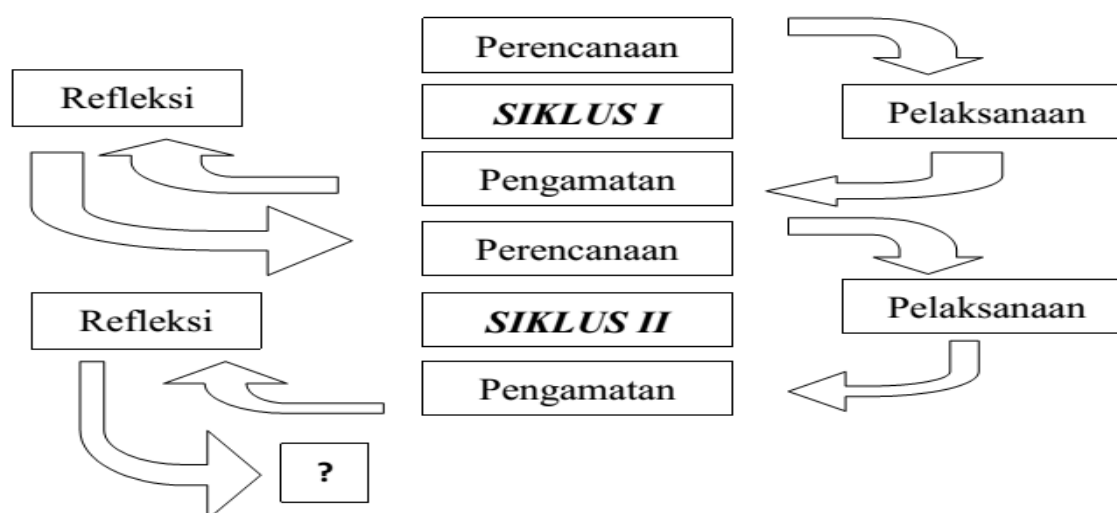 Perencanaan
Refleksi
SIKLUS I
Pelaksanaan
Pengamatan
Perencanaan
Refleksi
SIKLUS II
Pelaksanaan
Pengamatan
?